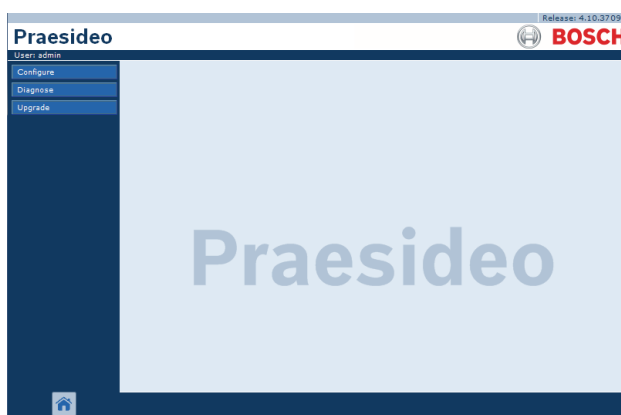 Release: 4.10.3709
Praesideo
BOSCH
User: admin
Configure
Diagnose
Upgrade
Praesideo